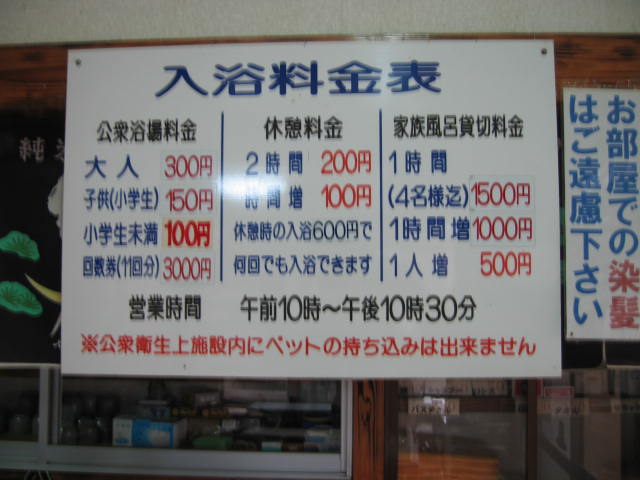 入浴料金表
公衆浴場料金
大人 300円
子供(小学生) 150円
小学生未満 100円
回数券(11回分) 3000円
休憩料金
2時間 200円
時間増 100円
休憩時の入浴600円で
何回でも入浴できます
家族風呂貸切料金
1時間
(4名様迄) 1500円
1時間増 1000円
1人増 500円
営業時間 午前10時〜午後10時30分
※公衆衛生上施設内にペットの持ち込みは出来ません
お部屋での染髪
はご遠慮下さい